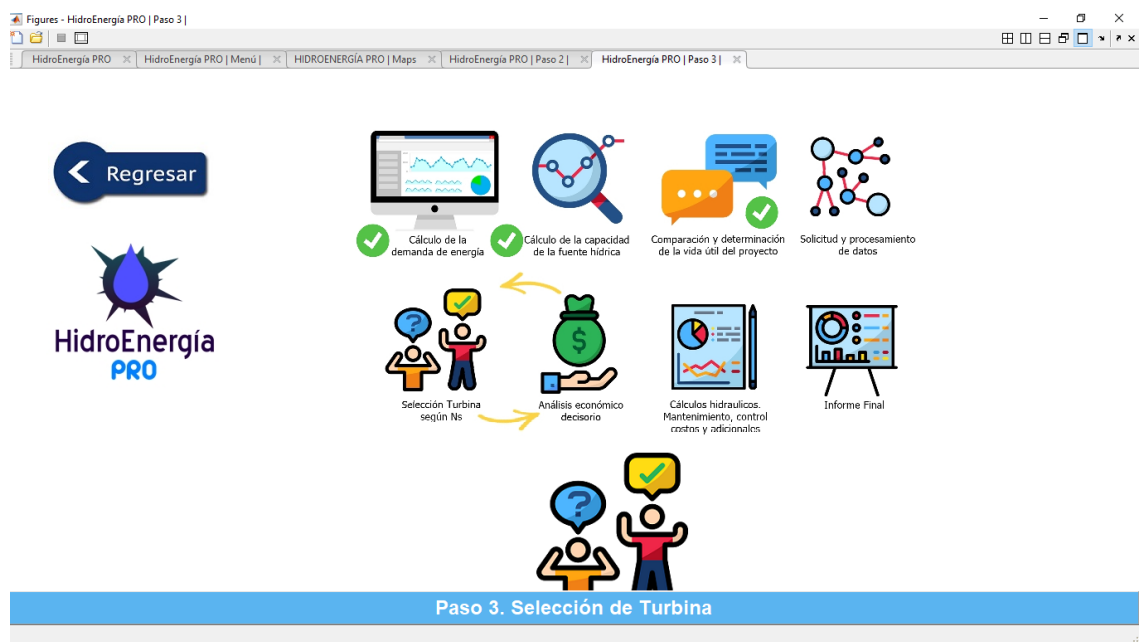 Figures - HidroEnergía PRO | Paso 3 |
HidroEnergía PRO
HidroEnergía PRO | Menú |
HIDROENERGÍA PRO | Maps
HidroEnergía PRO | Paso 2 |
HidroEnergía PRO | Paso 3 |
Regresar
HidroEnergía
PRO
Cálculo de la
demanda de energía
Cálculo de la capacidad
de la fuente hídrica
Comparación y determinación
de la vida útil del proyecto
Solicitud y procesamiento
de datos
?
$
Selección Turbina
según Ns
Análisis económico
decisorio
Cálculos hidraulicos.
Mantenimiento, control
costos y adicionales
Informe Final
?
Paso 3. Selección de Turbina